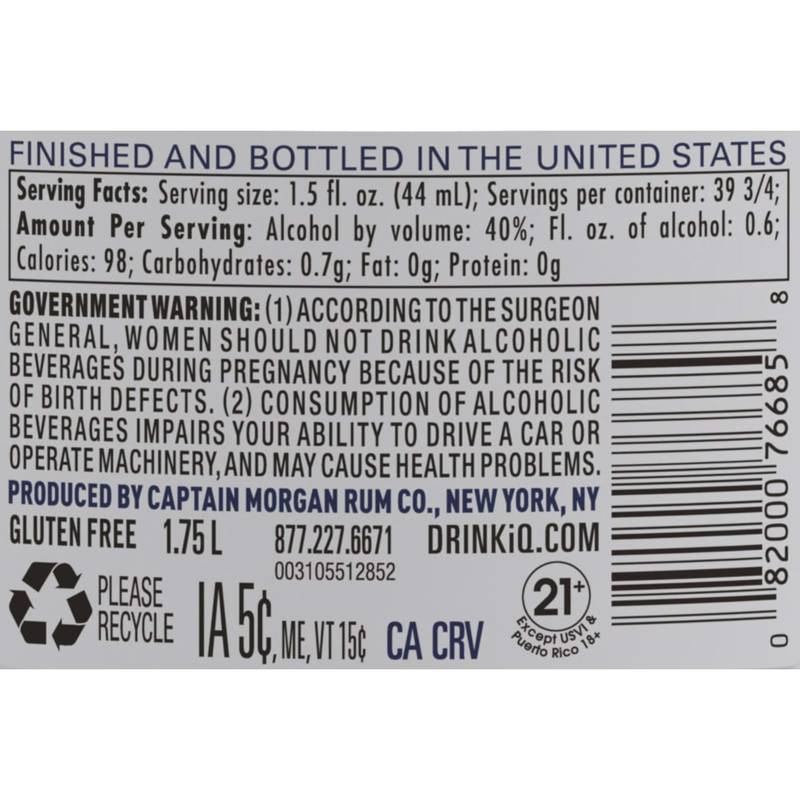 FINISHED AND BOTTLED IN THE UNITED STATES
Serving Facts: Serving size: 1.5 fl. oz. (44 mL); Servings per container: 39 3/4;
Amount Per Serving: Alcohol by volume: 40%; Fl. oz. of alcohol: 0.6;
Calories: 98; Carbohydrates: 0.7g; Fat: 0g; Protein: 0g
GOVERNMENT WARNING: (1) ACCORDING TO THE SURGEON
GENERAL, WOMEN SHOULD NOT DRINK ALCOHOLIC
BEVERAGES DURING PREGNANCY BECAUSE OF THE RISK
OF BIRTH DEFECTS. (2) CONSUMPTION OF ALCOHOLIC
BEVERAGES IMPAIRS YOUR ABILITY TO DRIVE A CAR OR
OPERATE MACHINERY, AND MAY CAUSE HEALTH PROBLEMS.
PRODUCED BY CAPTAIN MORGAN RUM CO., NEW YORK, NY
GLUTEN FREE 1.75 L 877.227.6671 DRINKiQ.COM
003105512852
PLEASE
RECYCLE
IA 5¢, ME, VT 15¢ CA CRV
21+
Except USVI &
Puerto Rico 18+
0 82000 76685 8